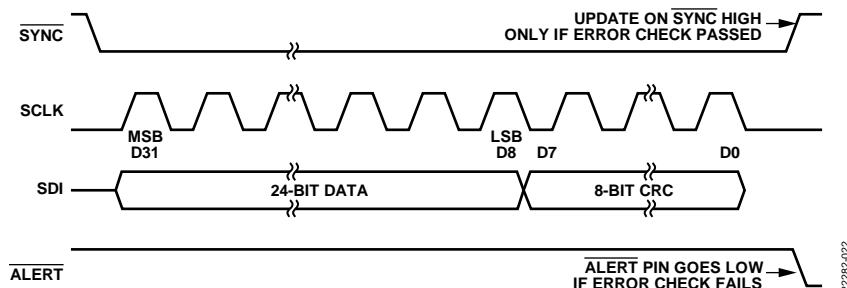 UPDATE ON SYNC HIGH
ONLY IF ERROR CHECK PASSED
SYNC
SCLK
MSB
D31
LSB
D8
D7
D0
SDI
24-BIT DATA
8-BIT CRC
ALERT
ALERT PIN GOES LOW
IF ERROR CHECK FAILS